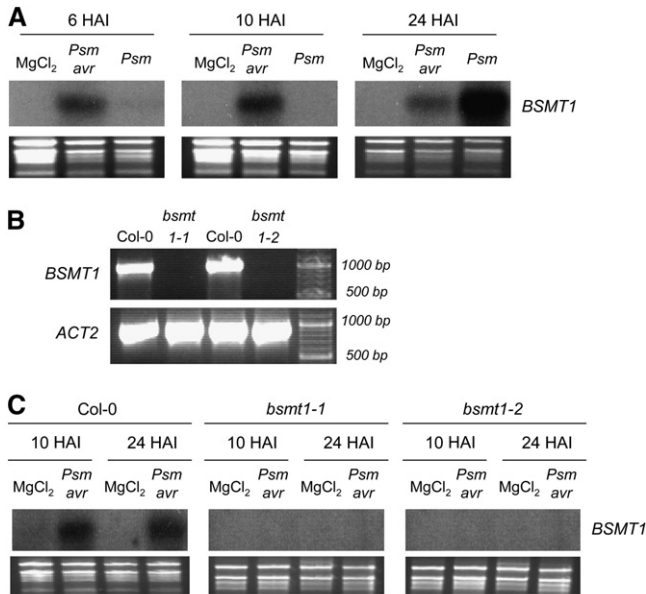 A
6 HAI 10 HAI 24 HAI
MgCl2 Psm avr Psm MgCl2 Psm avr Psm MgCl2 Psm avr Psm
BSMT1
B
Col-0 bsmt 1-1 Col-0 bsmt 1-2
BSMT1
1000 bp
500 bp
ACT2
1000 bp
500 bp
C
Col-0 bsmt1-1 bsmt1-2
10 HAI 24 HAI 10 HAI 24 HAI 10 HAI 24 HAI
MgCl2 Psm avr MgCl2 Psm avr MgCl2 Psm avr MgCl2 Psm avr MgCl2 Psm avr MgCl2 Psm avr
BSMT1